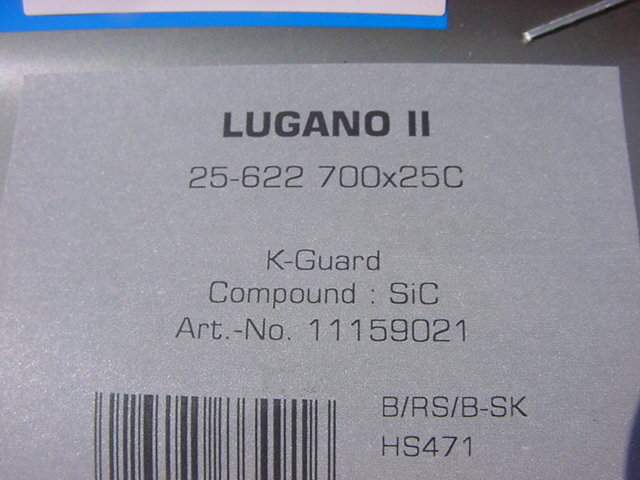 LUGANO II
25-622 700x25C
K-Guard
Compound : SiC
Art.-No. 11159021
B/RS/B-SK
HS471